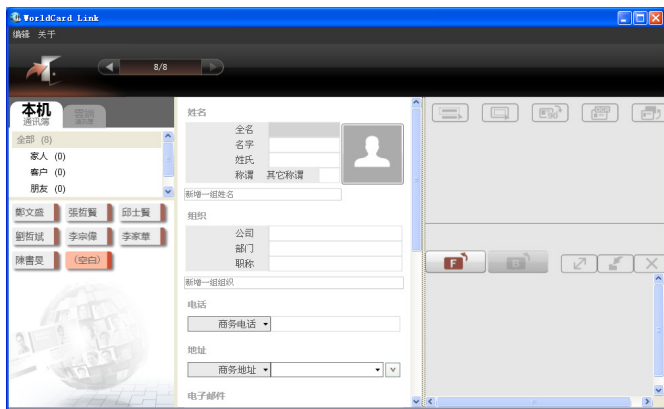 WorldCard Link
编辑 关于
8/8
本机
通讯簿
全部 (8)
家人 (0)
客户 (0)
朋友 (0)
鄭文盛 張哲賢 邱士賢
劉哲斌 李宗偉 李家華
陳書旻 (空白)
姓名
全名
名字
姓氏
称谓 其它称谓
新增一组姓名
组织
公司
部门
职称
新增一组组织
电话
商务电话
地址
商务地址
电子邮件
F
B